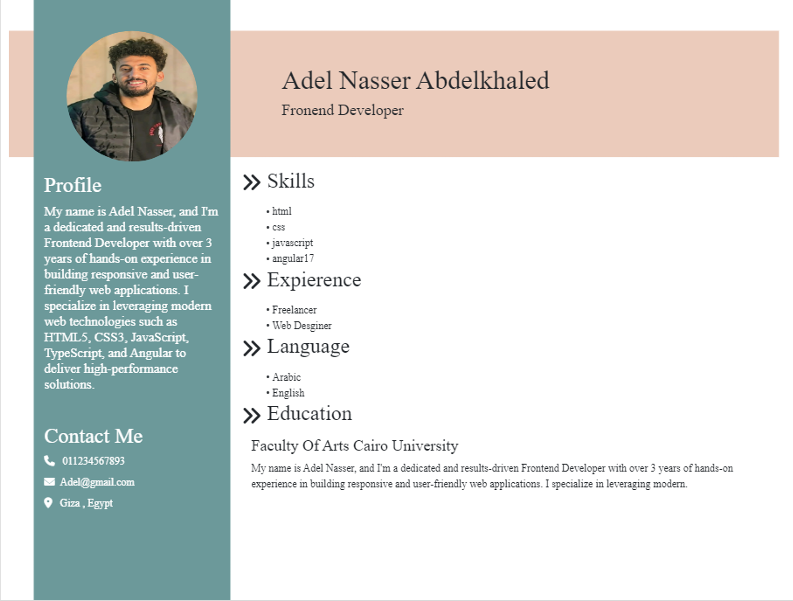 Adel Nasser Abdelkhaled
Fronend Developer
Profile
My name is Adel Nasser, and I'm
a dedicated and results-driven
Frontend Developer with over 3
years of hands-on experience in
building responsive and user-
friendly web applications. I
specialize in leveraging modern
web technologies such as
HTML5, CSS3, JavaScript,
TypeScript, and Angular to
deliver high-performance
solutions.
Contact Me
011234567893
Adel@gmail.com
Giza , Egypt
Skills
• html
• css
• javascript
• angular17
Expierence
• Freelancer
• Web Desginer
Language
• Arabic
• English
Education
Faculty Of Arts Cairo University
My name is Adel Nasser, and I'm a dedicated and results-driven Frontend Developer with over 3 years of hands-on
experience in building responsive and user-friendly web applications. I specialize in leveraging modern.